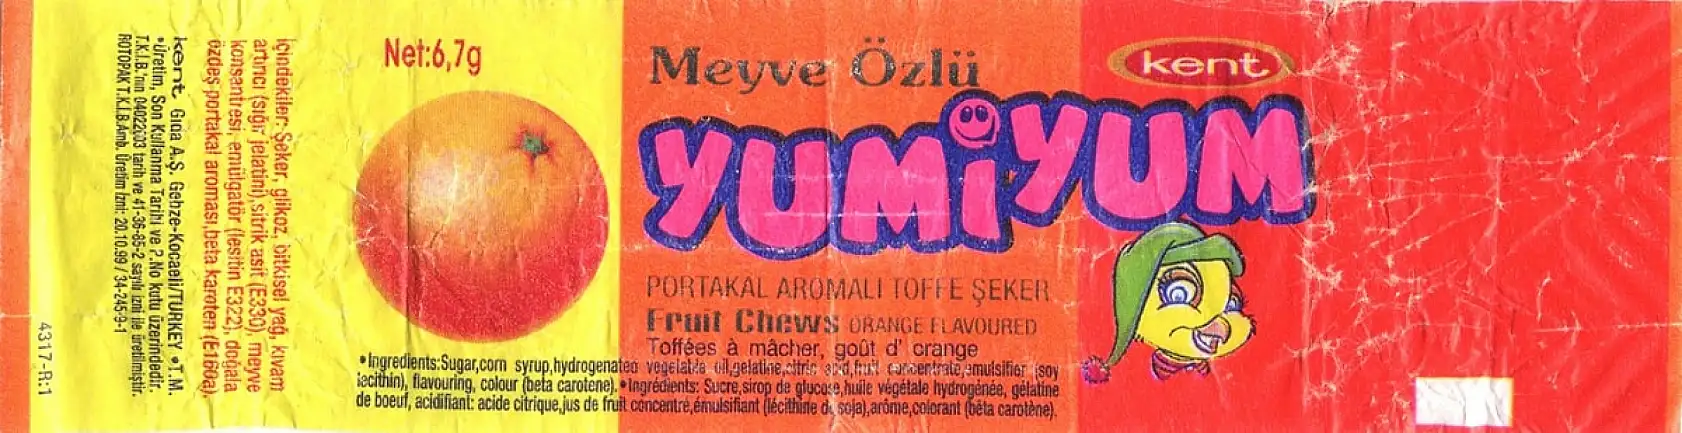 İçindekiler: Şeker, glikoz, bitkisel yağ, kıvam
artırıcı (sığır jelatini), sitrik asit (E330), meyve
konsantresi, emülgatör (lesitin E322), doğala
özdeş portakal aroması, beta karoten (E160a).
kent Gıda A.Ş. Gebze-Kocaeli/TURKEY •T.M.
•Üretim, Son Kullanma Tarihi ve P.No kutu üzerindedir.
T.K.İ.B.'nın 04022603 tarih ve 41-36-85-2 sayılı izni ile üretilmiştir.
ROTOPAK T.K.İ.B.Amb. Üretim İzni: 20.10.99 / 34-245-9-1
4317-R:1
Net:6,7g
Meyve Özlü
kent
YUMiYUM
PORTAKAL AROMALI TOFFE ŞEKER
Fruit Chews ORANGE FLAVOURED
Toffées à mâcher, goût d' orange
•Ingredients:Sugar,corn syrup,hydrogenated vegetable oil,gelatine,citric acid,fruit concentrate,emulsifier (soy
lecithin), flavouring, colour (beta carotene).•Ingrédients: Sucre,sirop de glucose,huile végétale hydrogénée, gélatine
de boeuf, acidifiant: acide citrique,jus de fruit concentré,émulsifiant (lécithine de soja),arôme,colorant (bêta carotène).